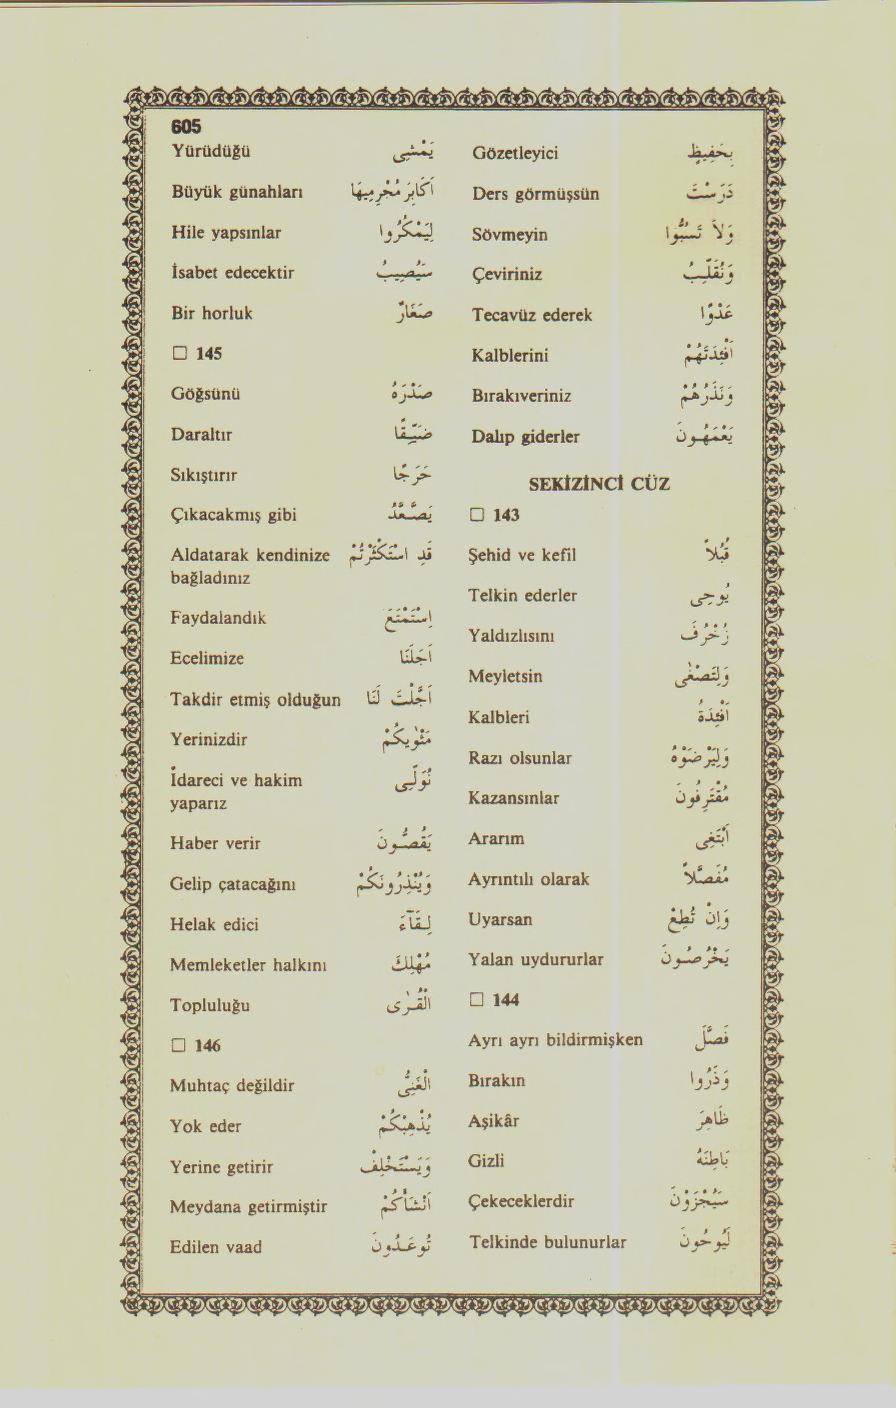 605
Gözetleyici بِحَفِيظٍ
Ders görmüşsün دَرَسْتَ
Sövmeyin وَلاَ تَسُبُّوا
Çeviriniz وَنُقَلِّبُ
Tecavüz ederek عَدْوًا
Kalblerini اَفْئِدَتَهُمْ
Bırakıveriniz وَنَذَرُهُمْ
Dalıp giderler يَعْمَهُونَ
SEKİZİNCİ CÜZ
□ 143
Şehid ve kefil قُبُلاً
Telkin ederler يُوحِى
Yaldızlısını زُخْرُفَ
Meyletsin وَلِتَصْغٰى
Kalbleri اَفْئِدَةُ
Razı olsunlar وَلِيَرْضَوْهُ
Kazansınlar مُقْتَرِفُونَ
Ararım اَبْتَغِى
Ayrıntılı olarak مُفَصَّلاً
Uyarsan وَاِنْ تُطِعْ
Yalan uydururlar يَخْرُصُونَ
□ 144
Ayrı ayrı bildirmişken فَصَّلَ
Bırakın وَذَرُوا
Aşikâr ظَاهِرَ
Gizli بَاطِنَهُ
Çekeceklerdir سَيُجْزَوْنَ
Telkinde bulunurlar لَيُوحُونَ
Yürüdüğü يَمْشِى
Büyük günahları اَكَابِرَ مُجْرِمِيهَا
Hile yapsınlar لِيَمْكُرُوا
İsabet edecektir سَيُصِيبُ
Bir horluk صَغَارٌ
□ 145
Göğsünü صَدْرَهُ
Daraltır ضَيِّقًا
Sıkıştırır حَرَجًا
Çıkacakmış gibi يَصَّعَّدُ
Aldatarak kendinize قَدِ اسْتَكْثَرْتُمْ
bağladınız
Faydalandık اِسْتَمْتَعَ
Ecelimize اَجَلَنَا
Takdir etmiş olduğun اَجَّلْتَ لَنَا
Yerinizdir مَثْوٰيكُمْ
İdareci ve hakim نُوَلِّى
yaparız
Haber verir يَقُصُّونَ
Gelip çatacağını وَيُنْذِرُونَكُمْ
Helak edici لِقَآءَ
Memleketler halkını مُهْلِكَ
Topluluğu الْقُرٰى
□ 146
Muhtaç değildir الْغَنِىُّ
Yok eder يُذْهِبْكُمْ
Yerine getirir وَيَسْتَخْلِفْ
Meydana getirmiştir اَنْشَاَكُمْ
Edilen vaad تُوعَدُونَ